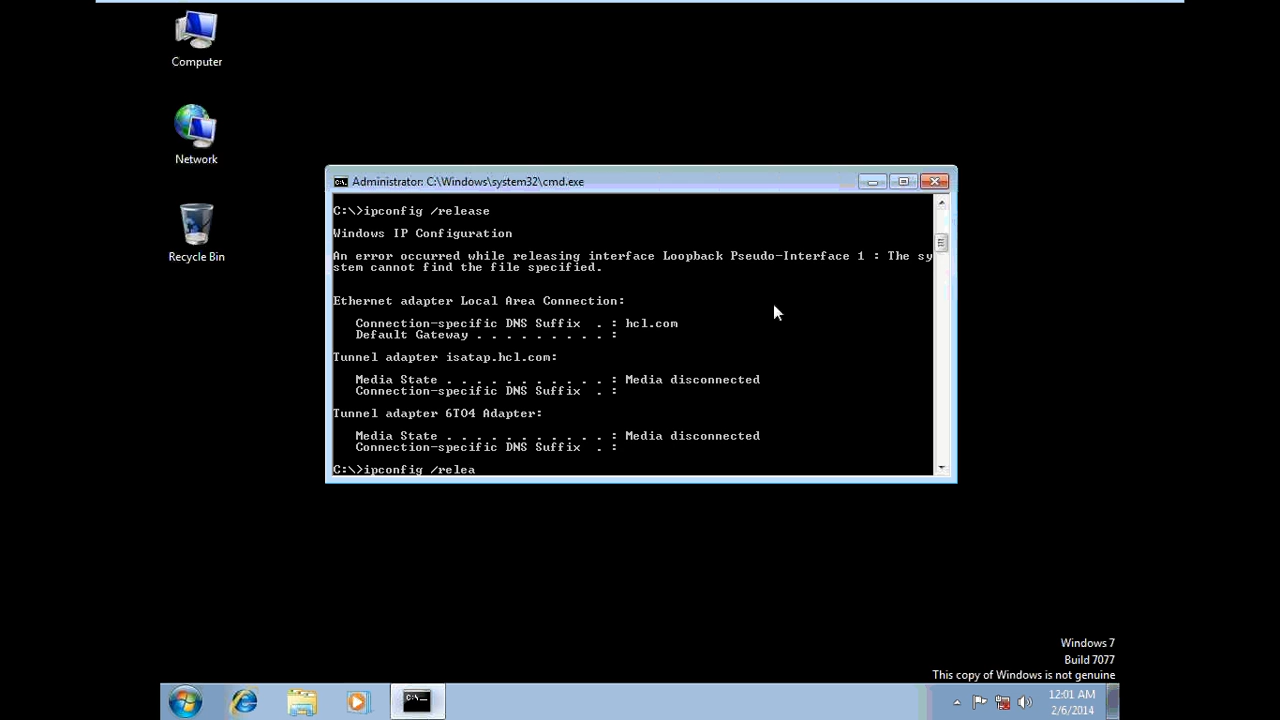 Computer
Network
Recycle Bin
Administrator: C:\Windows\system32\cmd.exe
C:\>ipconfig /release
Windows IP Configuration
An error occurred while releasing interface Loopback Pseudo-Interface 1 : The sy
stem cannot find the file specified.
Ethernet adapter Local Area Connection:
Connection-specific DNS Suffix  . : hcl.com
Default Gateway . . . . . . . . . :
Tunnel adapter isatap.hcl.com:
Media State . . . . . . . . . . . : Media disconnected
Connection-specific DNS Suffix  . :
Tunnel adapter 6TO4 Adapter:
Media State . . . . . . . . . . . : Media disconnected
Connection-specific DNS Suffix  . :
C:\>ipconfig /relea
Windows 7
Build 7077
This copy of Windows is not genuine
12:01 AM
2/6/2014